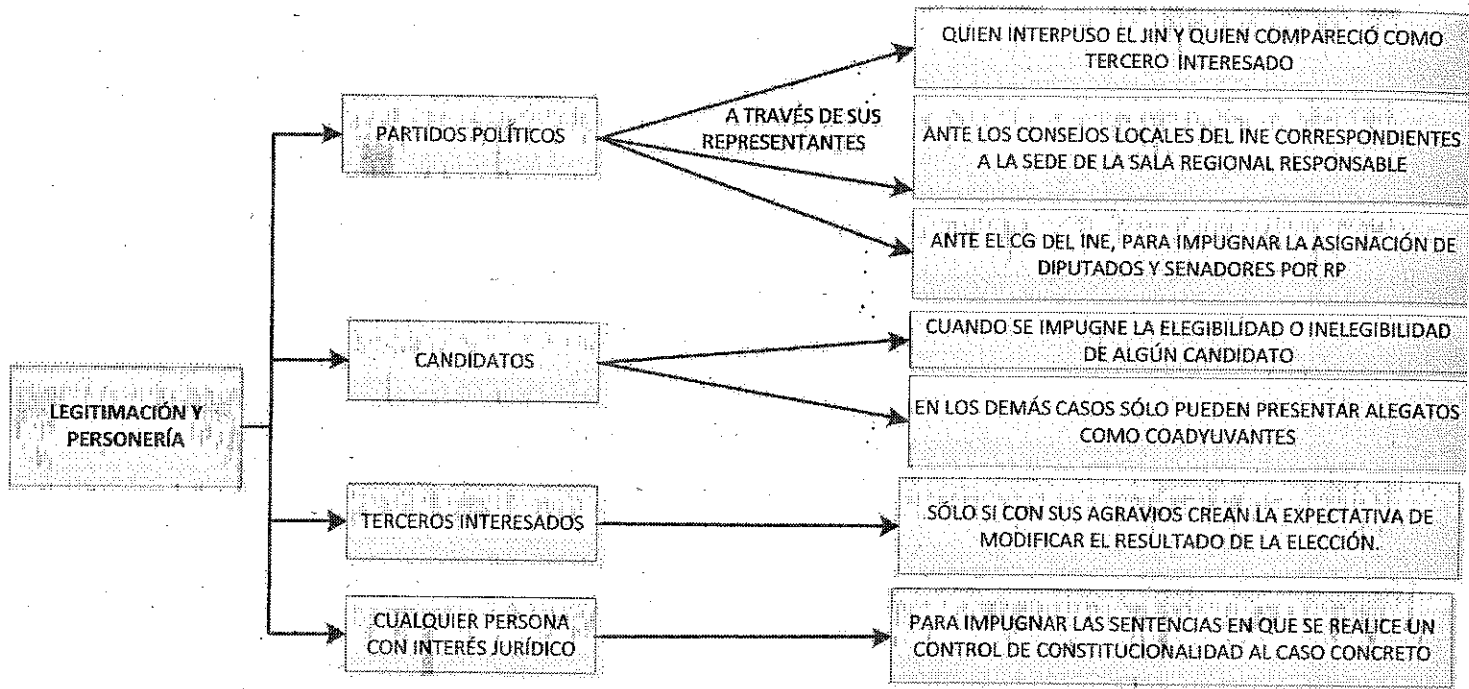 QUIEN INTERPUSO EL JIN Y QUIEN COMPARECIÓ COMO
TERCERO INTERESADO
PARTIDOS POLÍTICOS
A TRAVÉS DE SUS
REPRESENTANTES
ANTE LOS CONSEJOS LOCALES DEL INE CORRESPONDIENTES
A LA SEDE DE LA SALA REGIONAL RESPONSABLE
ANTE EL CG DEL INE, PARA IMPUGNAR LA ASIGNACIÓN DE
DIPUTADOS Y SENADORES POR RP
LEGITIMACIÓN Y
PERSONERÍA
CANDIDATOS
CUANDO SE IMPUGNE LA ELEGIBILIDAD O INELEGIBILIDAD
DE ALGÚN CANDIDATO
EN LOS DEMÁS CASOS SÓLO PUEDEN PRESENTAR ALEGATOS
COMO COADYUVANTES
TERCEROS INTERESADOS
SÓLO SI CON SUS AGRAVIOS CREAN LA EXPECTATIVA DE
MODIFICAR EL RESULTADO DE LA ELECCIÓN.
CUALQUIER PERSONA
CON INTERÉS JURÍDICO
PARA IMPUGNAR LAS SENTENCIAS EN QUE SE REALICE UN
CONTROL DE CONSTITUCIONALIDAD AL CASO CONCRETO